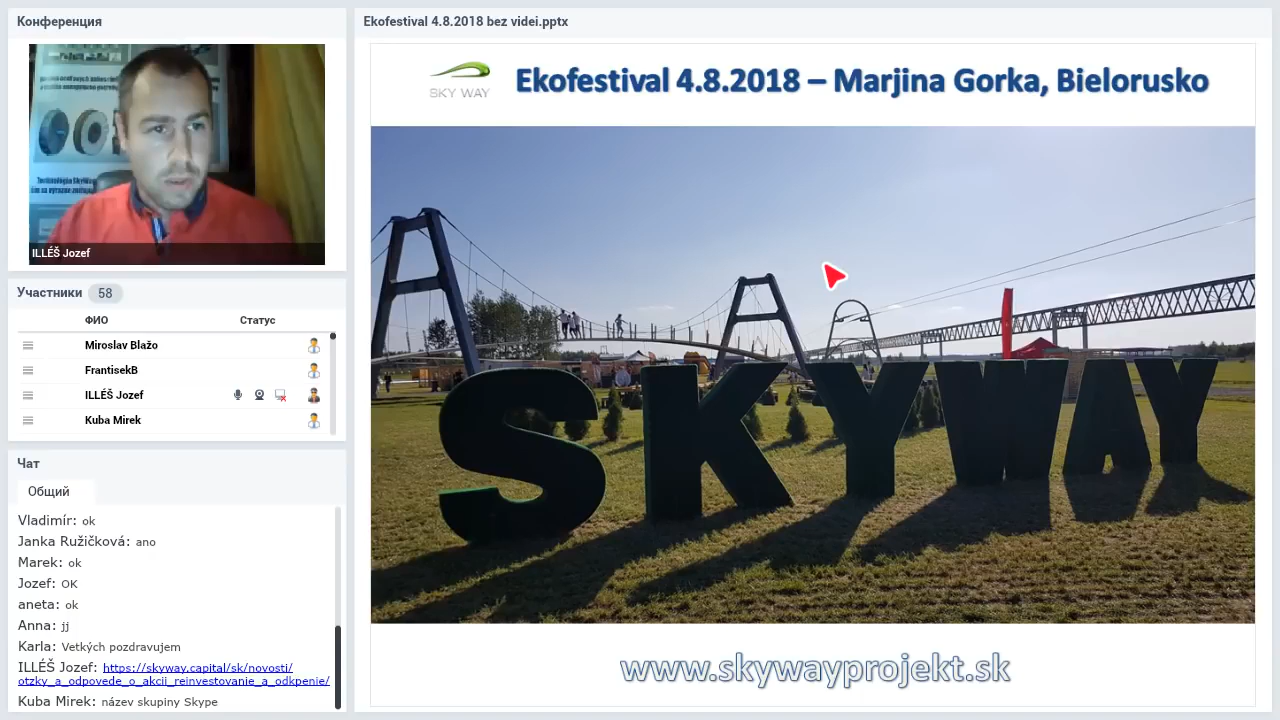 Конференция
ILLÉŠ Jozef
Участники 58
ФИО Статус
Miroslav Blažo
FrantisekB
ILLÉŠ Jozef
Kuba Mirek
Чат
Общий
Vladimír: ok
Janka Ružičková: ano
Marek: ok
Jozef: OK
aneta: ok
Anna: jj
Karla: Vetkých pozdravujem
ILLÉŠ Jozef: https://skyway.capital/sk/novosti/
otzky_a_odpovede_o_akcii_reinvestovanie_a_odkpenie/
Kuba Mirek: název skupiny Skype
Ekofestival 4.8.2018 bez videi.pptx
SKY WAY
Ekofestival 4.8.2018 – Marjina Gorka, Bielorusko
SKYWAY
www.skywayprojekt.sk